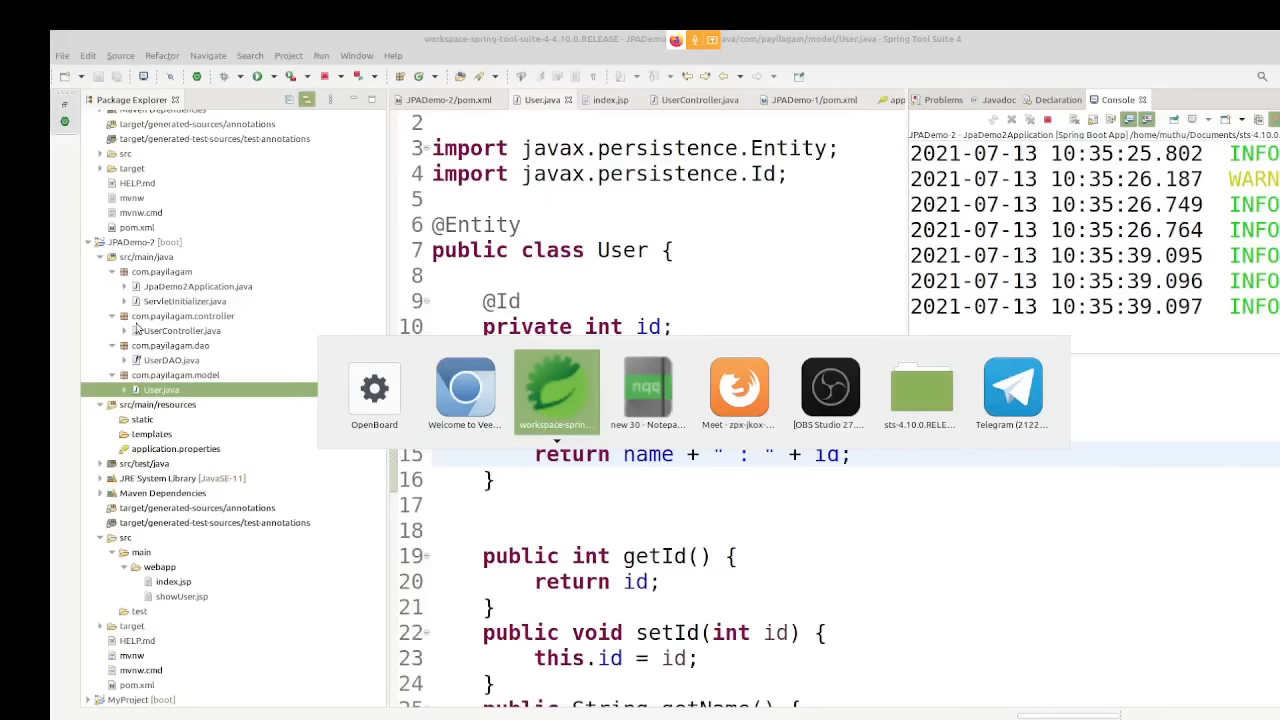 workspace-spring-tool-suite-4-4.10.0.RELEASE - JPADemo
ava/com/payilagam/model/User.java - Spring Tool Suite 4
File Edit Source Refactor Navigate Search Project Run Window Help
Package Explorer
JPADemo-2/pom.xml
User.java
index.jsp
UserController.java
JPADemo-1/pom.xml
app
Problems
Javadoc
Declaration
Console
target/generated-sources/annotations
target/generated-test-sources/test-annotations
src
target
HELP.md
mvnw
mvnw.cmd
pom.xml
JPADemo-2 [boot]
src/main/java
com.payilagam
JpaDemo2Application.java
ServletInitializer.java
com.payilagam.controller
UserController.java
com.payilagam.dao
UserDAO.java
com.payilagam.model
User.java
src/main/resources
static
templates
application.properties
src/test/java
JRE System Library [JavaSE-11]
Maven Dependencies
target/generated-sources/annotations
target/generated-test-sources/test-annotations
src
main
webapp
index.jsp
showUser.jsp
test
target
HELP.md
mvnw
mvnw.cmd
pom.xml
MyProject [boot]
2
3 import javax.persistence.Entity;
4 import javax.persistence.Id;
5
6 @Entity
7 public class User {
8
9 @Id
10 private int id;
15 return name + " : " + id;
16 }
17
18
19 public int getId() {
20 return id;
21 }
22 public void setId(int id) {
23 this.id = id;
24 }
25 public String getName() {
JPADemo-2 - JpaDemo2Application [Spring Boot App] /home/muthu/Documents/sts-4.10.0
2021-07-13 10:35:25.802 INFO
2021-07-13 10:35:26.187 WARN
2021-07-13 10:35:26.749 INFO
2021-07-13 10:35:26.764 INFO
2021-07-13 10:35:39.095 INFO
2021-07-13 10:35:39.096 INFO
2021-07-13 10:35:39.097 INFO
nqq
OpenBoard
Welcome to Vee...
workspace-sprin...
new 30 - Notepa...
Meet - zpx-jkox-...
[OBS Studio 27....
sts-4.10.0.RELE...
Telegram (2122...